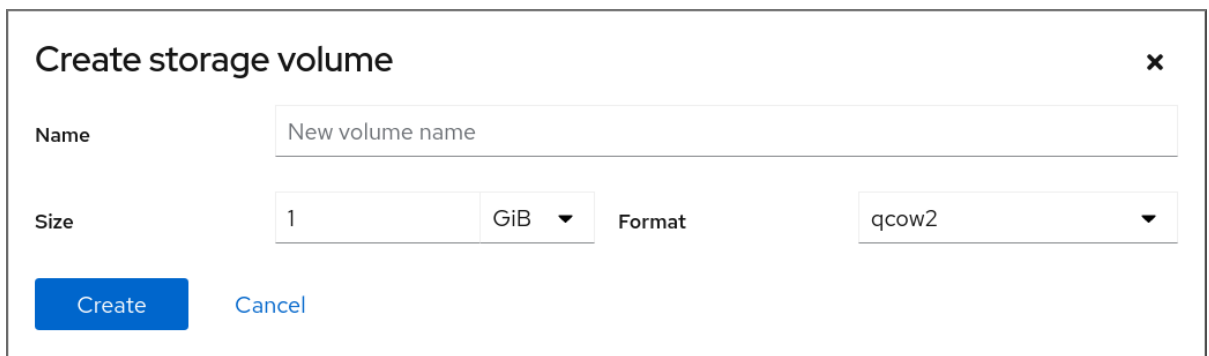 Create storage volume
Name New volume name
Size 1 GiB Format qcow2
Create Cancel